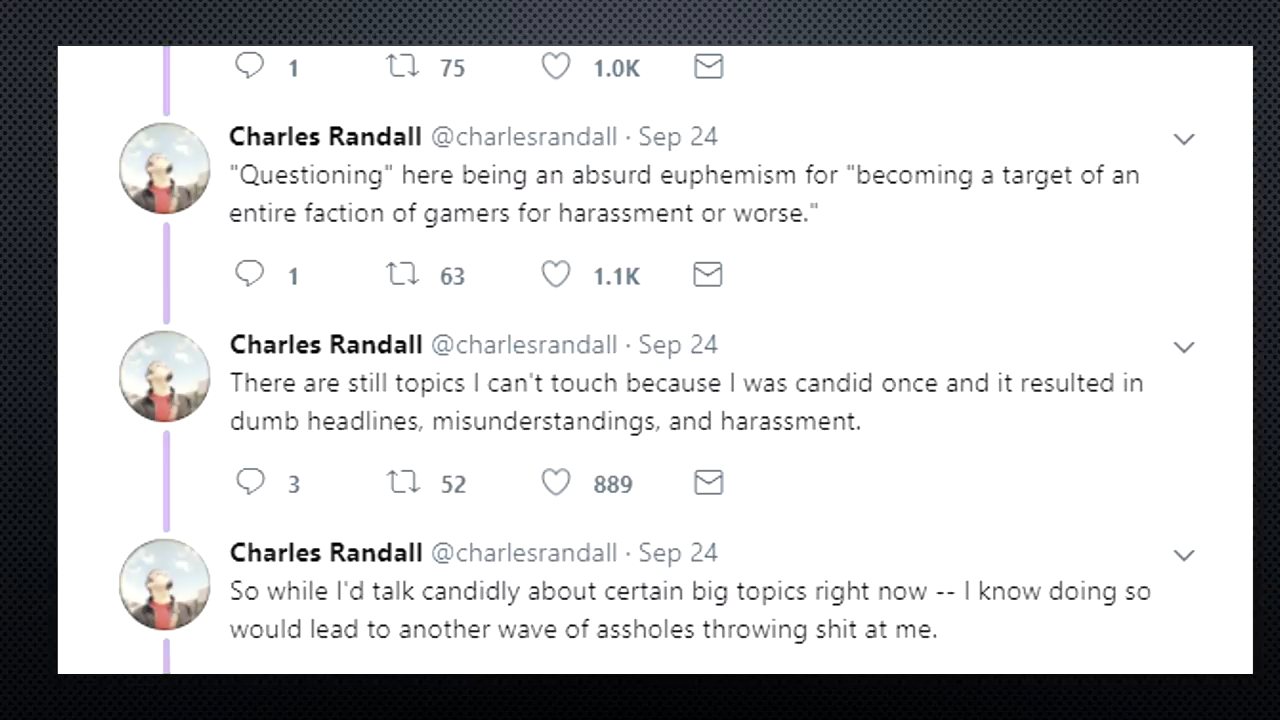 1 75 1.0K
Charles Randall @charlesrandall · Sep 24
"Questioning" here being an absurd euphemism for "becoming a target of an
entire faction of gamers for harassment or worse."
1 63 1.1K
Charles Randall @charlesrandall · Sep 24
There are still topics I can't touch because I was candid once and it resulted in
dumb headlines, misunderstandings, and harassment.
3 52 889
Charles Randall @charlesrandall · Sep 24
So while I'd talk candidly about certain big topics right now -- I know doing so
would lead to another wave of assholes throwing shit at me.